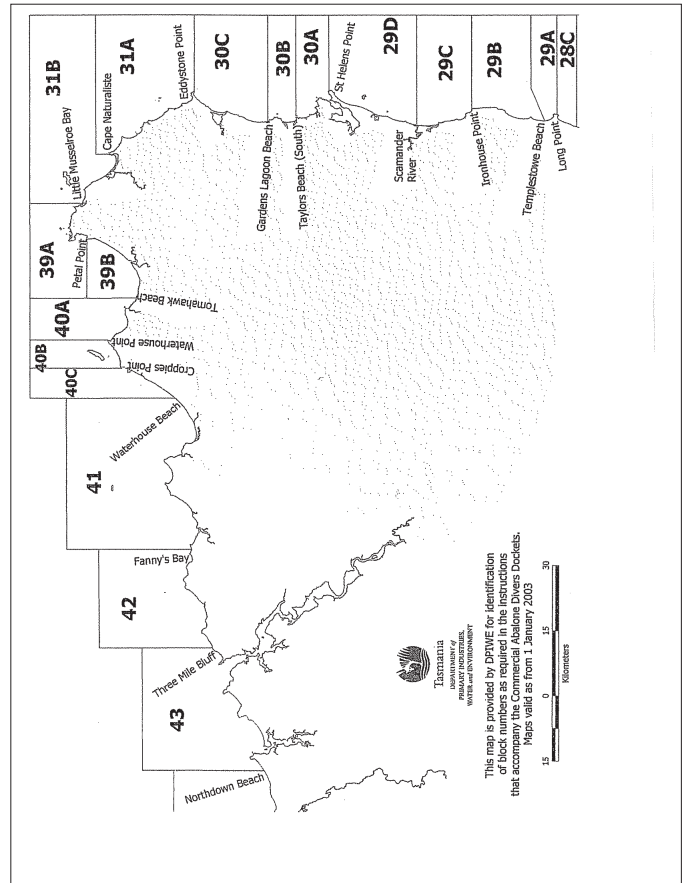 31B
31A
30C
30B
30A
29D
29C
29B
29A
28C
39A
39B
40A
40B
40C
41
42
43
Little Musselroe Bay
Cape Naturaliste
Eddystone Point
Gardens Lagoon Beach
Taylors Beach (South)
St Helens Point
Scamander
River
Ironhouse Point
Templestowe Beach
Long Point
Petal Point
Tomahawk Beach
Waterhouse Point
Croppies Point
Waterhouse Beach
Fanny's Bay
Three Mile Bluff
Northdown Beach
Tasmania
DEPARTMENT of
PRIMARY INDUSTRIES,
WATER and ENVIRONMENT
This map is provided by DPIWE for identification
of block numbers as required in the instructions
that accompany the Commercial Abalone Divers Dockets.
Maps valid as from 1 January 2003
15 0 15 30
Kilometers